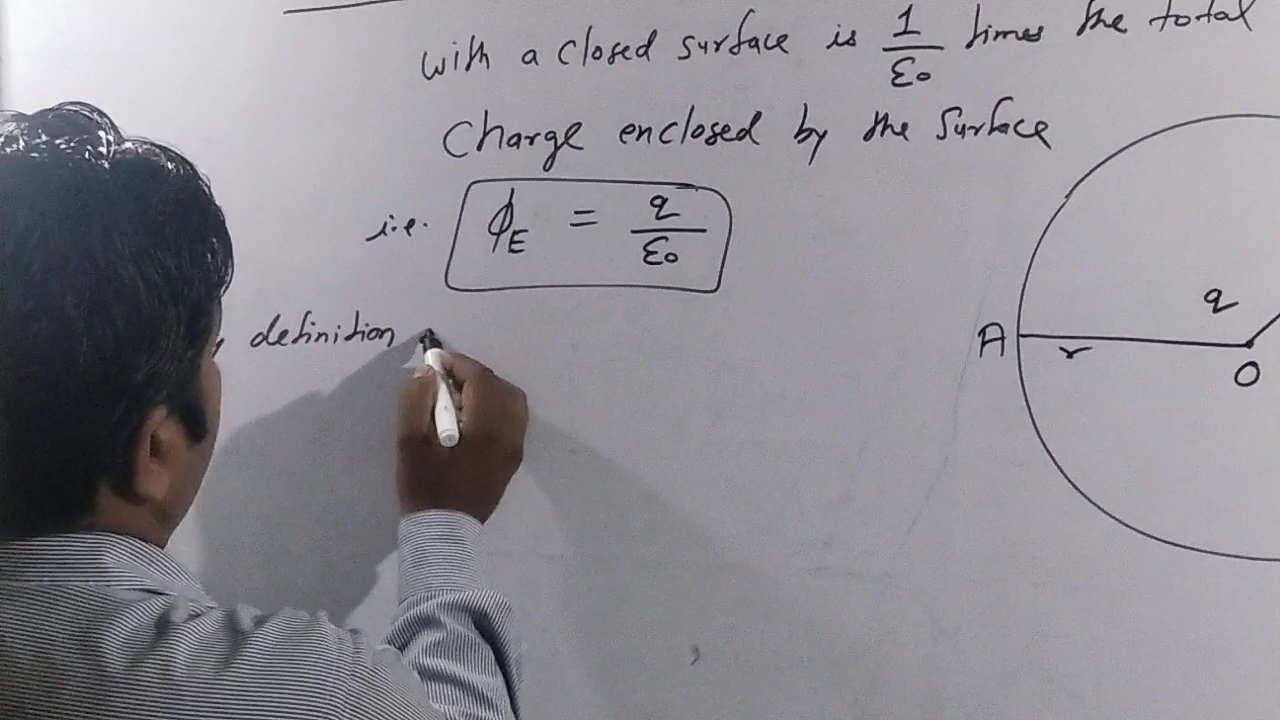 with a closed surface is 1/ε₀ times the total
Charge enclosed by the Surface
i.e. ϕ_E = q/ε₀
definition
q
A
r
O